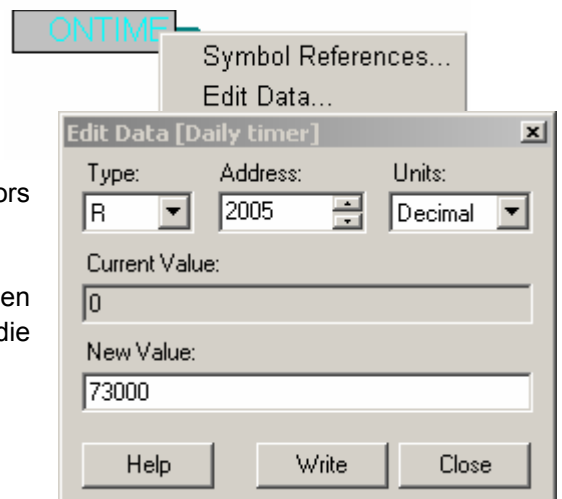 ONTIME
Symbol References...
Edit Data...
Edit Data [Daily timer]
Type: Address: Units:
R 2005 Decimal
Current Value:
0
New Value:
73000
Help Write Close
die